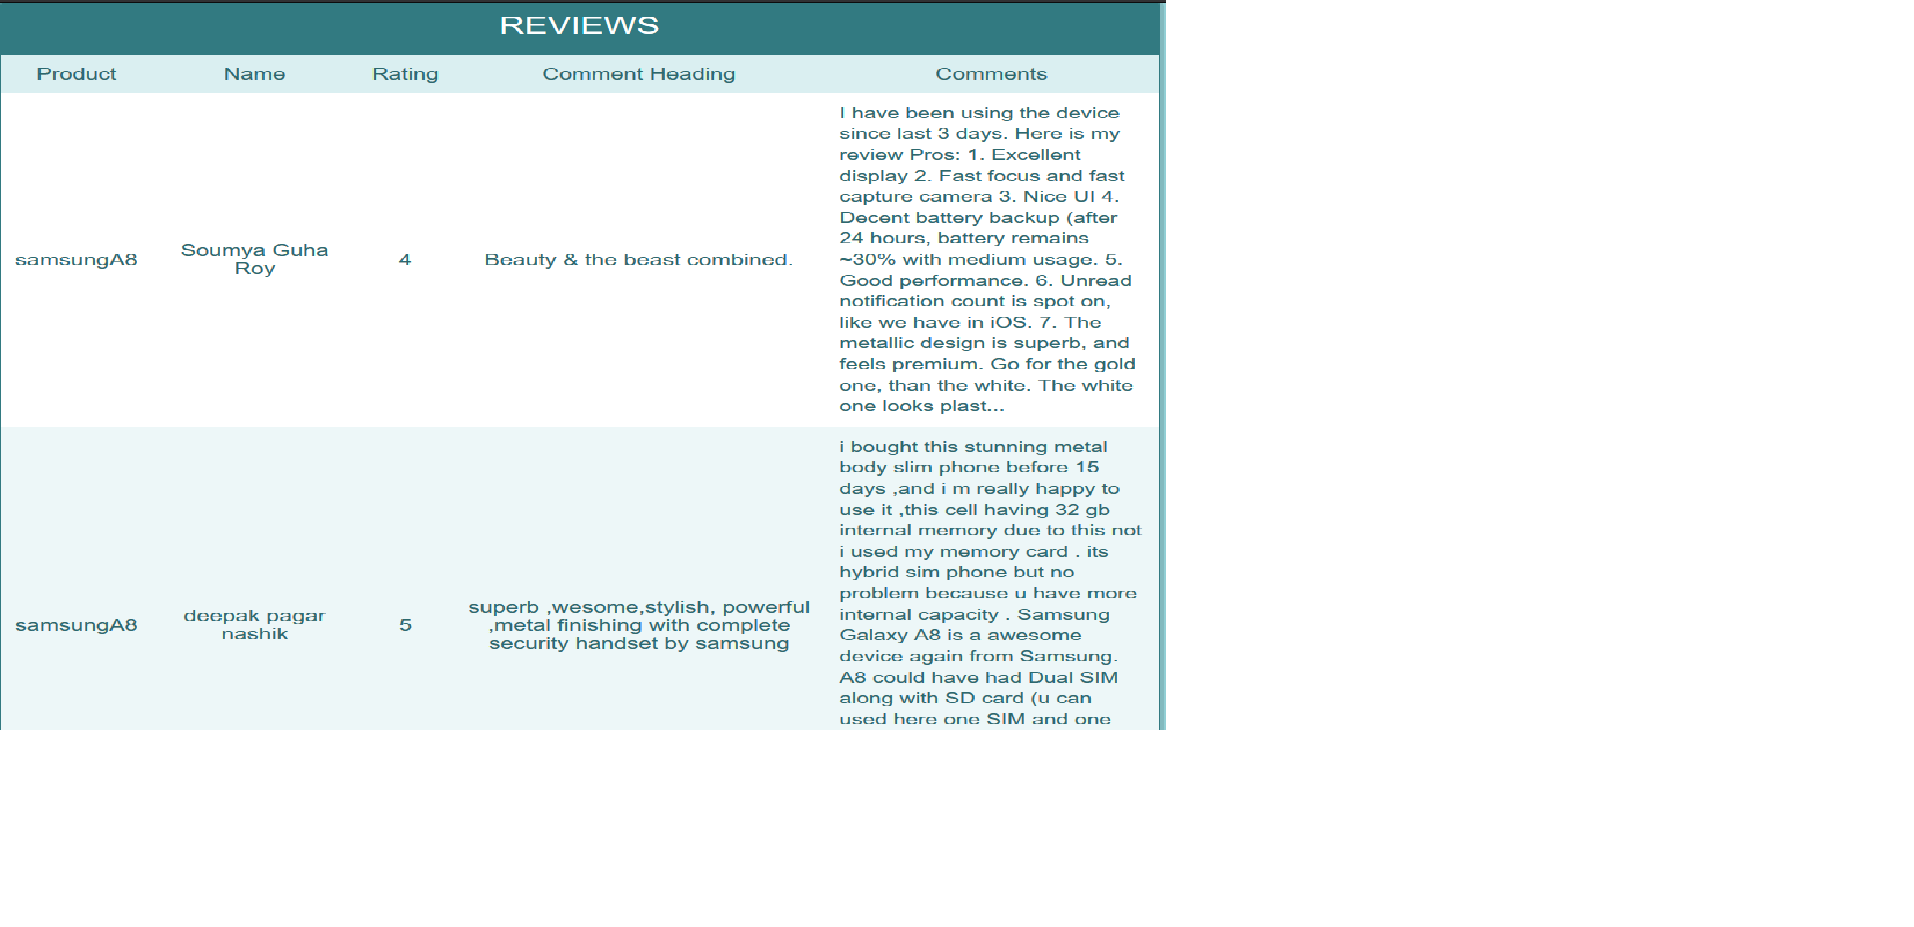 REVIEWS
Product Name Rating Comment Heading Comments
samsungA8
Soumya Guha
Roy
4
Beauty & the beast combined.
I have been using the device
since last 3 days. Here is my
review Pros: 1. Excellent
display 2. Fast focus and fast
capture camera 3. Nice UI 4.
Decent battery backup (after
24 hours, battery remains
~30% with medium usage. 5.
Good performance. 6. Unread
notification count is spot on,
like we have in iOS. 7. The
metallic design is superb, and
feels premium. Go for the gold
one, than the white. The white
one looks plast...
samsungA8
deepak pagar
nashik
5
superb ,wesome,stylish, powerful
,metal finishing with complete
security handset by samsung
i bought this stunning metal
body slim phone before 15
days ,and i m really happy to
use it ,this cell having 32 gb
internal memory due to this not
i used my memory card . its
hybrid sim phone but no
problem because u have more
internal capacity . Samsung
Galaxy A8 is a awesome
device again from Samsung.
A8 could have had Dual SIM
along with SD card (u can
used here one SIM and one